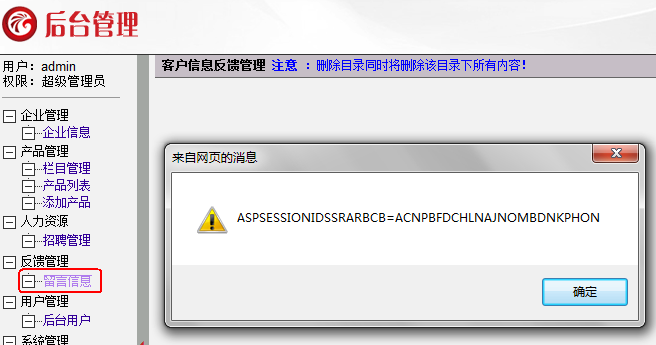 后台管理
用户：admin
权限：超级管理员
企业管理
企业信息
产品管理
栏目管理
产品列表
添加产品
人力资源
招聘管理
反馈管理
留言信息
用户管理
后台用户
系统管理
客户信息反馈管理 注意 ：删除目录同时将删除该目录下所有内容！
来自网页的消息
ASPSESSIONIDSSRARBCB=ACNPBFDCHLNAJNOMBDNKPHON
确定